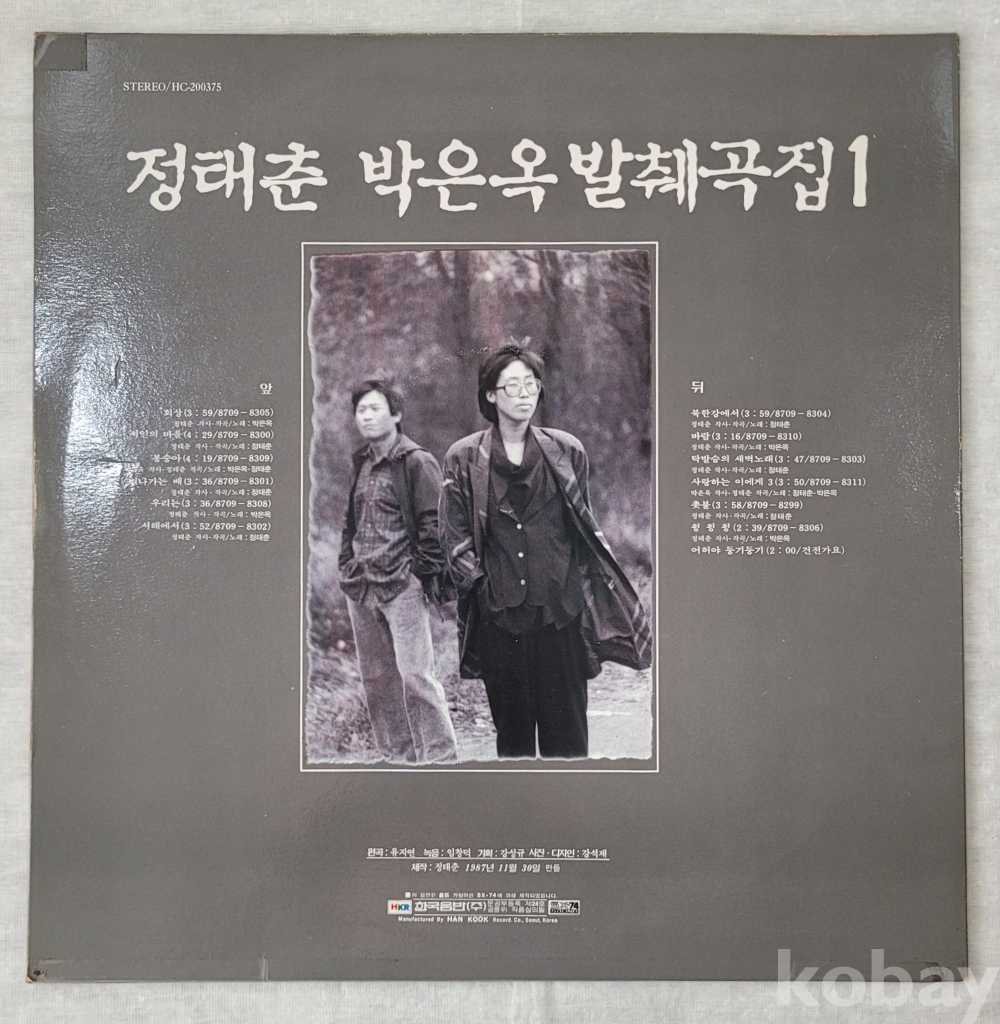 STEREO/HC-200375
정태춘 박은옥 발췌곡집 1
앞
회상(3 : 59/8709-8305)
정태춘 작사·작곡/노래 : 박은옥
시인의 마을(4 : 29/8709-8300)
정태춘 작사·작곡/노래 : 정태춘
봉숭아(4 : 19/8709-8309)
작사·정태춘 작곡/노래 : 박은옥·정태춘
떠나가는 배(3 : 36/8709-8301)
정태춘 작사·작곡/노래 : 정태춘
우리는(3 : 36/8709-8308)
정태춘 작사·작곡/노래 : 박은옥
서해에서(3 : 52/8709-8302)
정태춘 작사·작곡/노래 : 정태춘
뒤
북한강에서(3 : 59/8709-8304)
정태춘 작사·작곡/노래 : 정태춘
바람(3 : 16/8709-8310)
정태춘 작사·작곡/노래 : 박은옥
탁발승의 새벽노래(3 : 47/8709-8303)
정태춘 작사·작곡/노래 : 정태춘
사랑하는 이에게 3(3 : 50/8709-8311)
박은옥 작사·정태춘 작곡/노래 : 정태춘·박은옥
촛불(3 : 58/8709-8299)
정태춘 작사·작곡/노래 : 정태춘
윙 윙 윙(2 : 39/8709-8306)
정태춘 작사·작곡/노래 : 박은옥
어허야 둥기둥기(2 : 00/건전가요)
편곡 : 유지연 녹음 : 임창덕 기획 : 강성규 사진·디자인 : 강석재
제작 : 정태춘 1987년 11월 30일 만듦
HKR 한국음반(주)
Manufactured By HAN KOOK Record. Co., Seoul, Korea
kobay